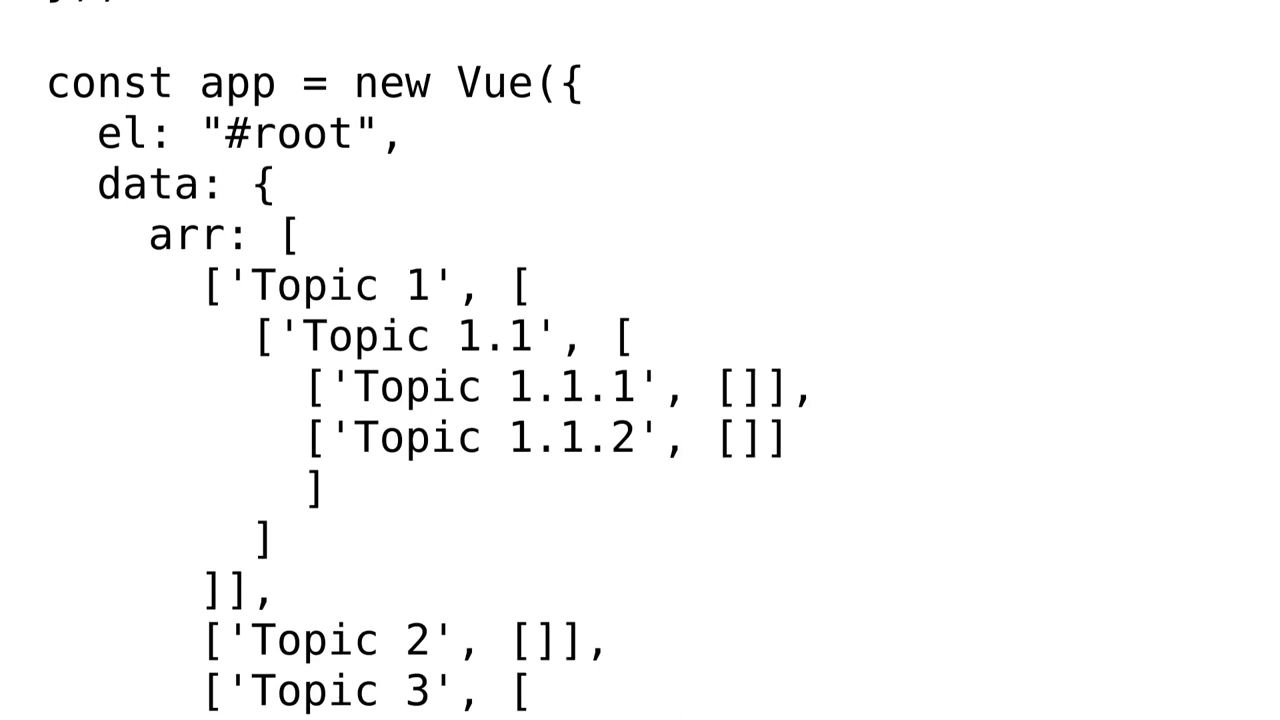 const app = new Vue({
  el: "#root",
  data: {
    arr: [
      ['Topic 1', [
        ['Topic 1.1', [
          ['Topic 1.1.1', []],
          ['Topic 1.1.2', []]
          ]
        ]
      ]],
      ['Topic 2', []],
      ['Topic 3', [